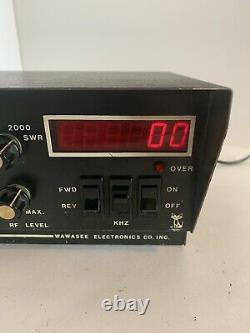 2000
SWR
00
OVER
FWD
ON
REV
OFF
KHZ
MAX.
RF LEVEL
WAWASEE ELECTRONICS CO. INC.